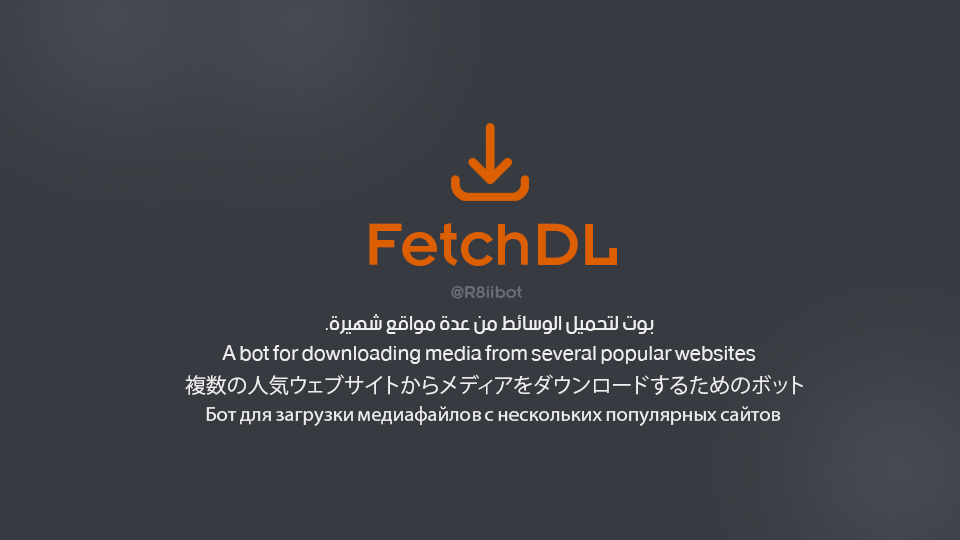 FetchDL
@R8iibot
بوت لتحميل الوسائط من عدة مواقع شهيرة.
A bot for downloading media from several popular websites
複数の人気ウェブサイトからメディアをダウンロードするためのボット
Бот для загрузки медиафайлов с нескольких популярных сайтов